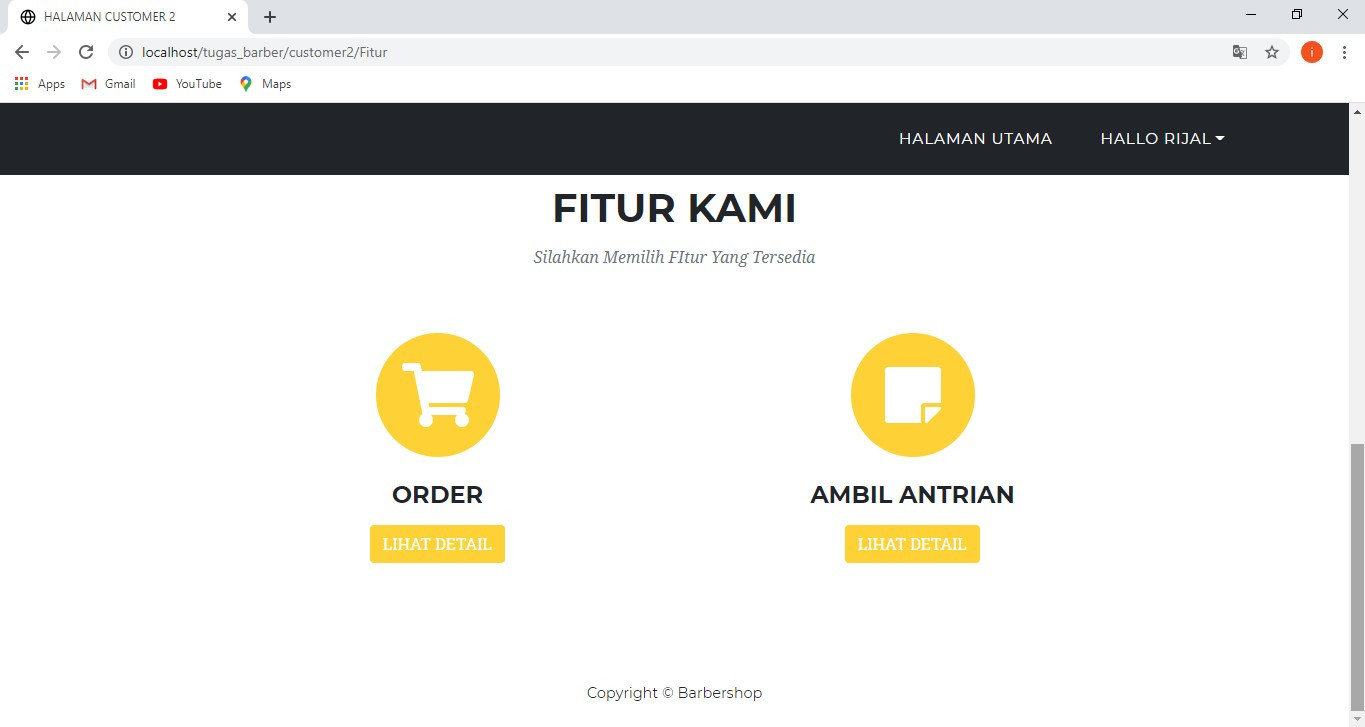 HALAMAN CUSTOMER 2
localhost/tugas_barber/customer2/Fitur
i
Apps Gmail YouTube Maps
HALAMAN UTAMA HALLO RIJAL
FITUR KAMI
Silahkan Memilih FItur Yang Tersedia
ORDER
LIHAT DETAIL
AMBIL ANTRIAN
LIHAT DETAIL
Copyright © Barbershop